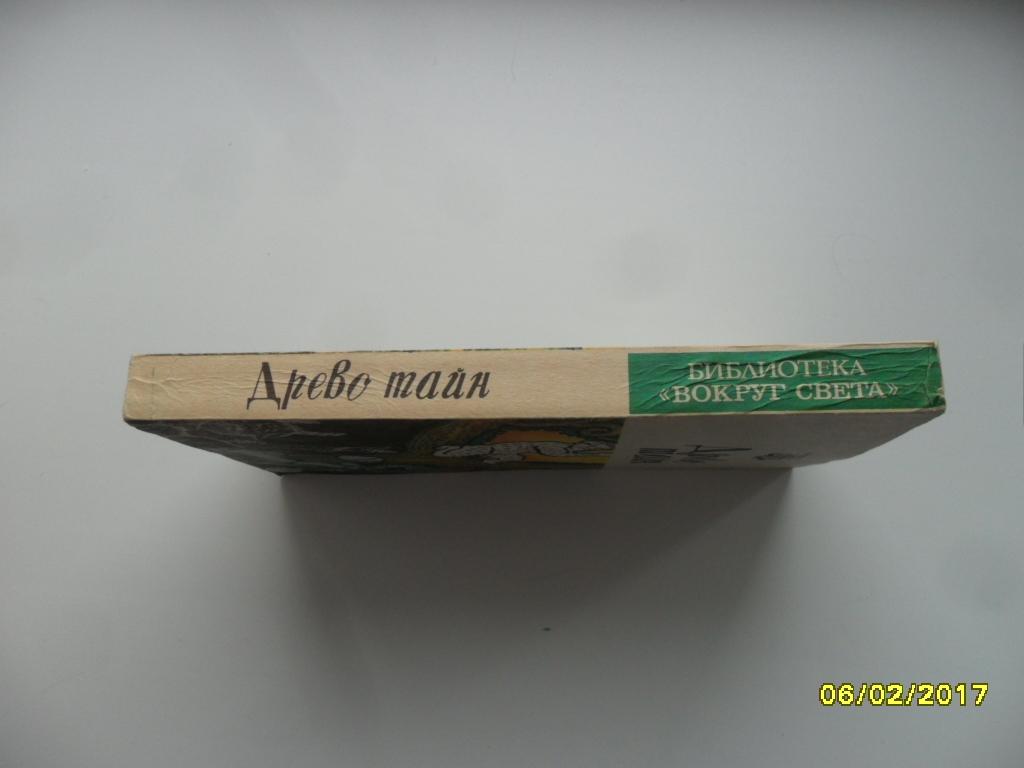 Древо тайн
БИБЛИОТЕКА
«ВОКРУГ СВЕТА»
06/02/2017